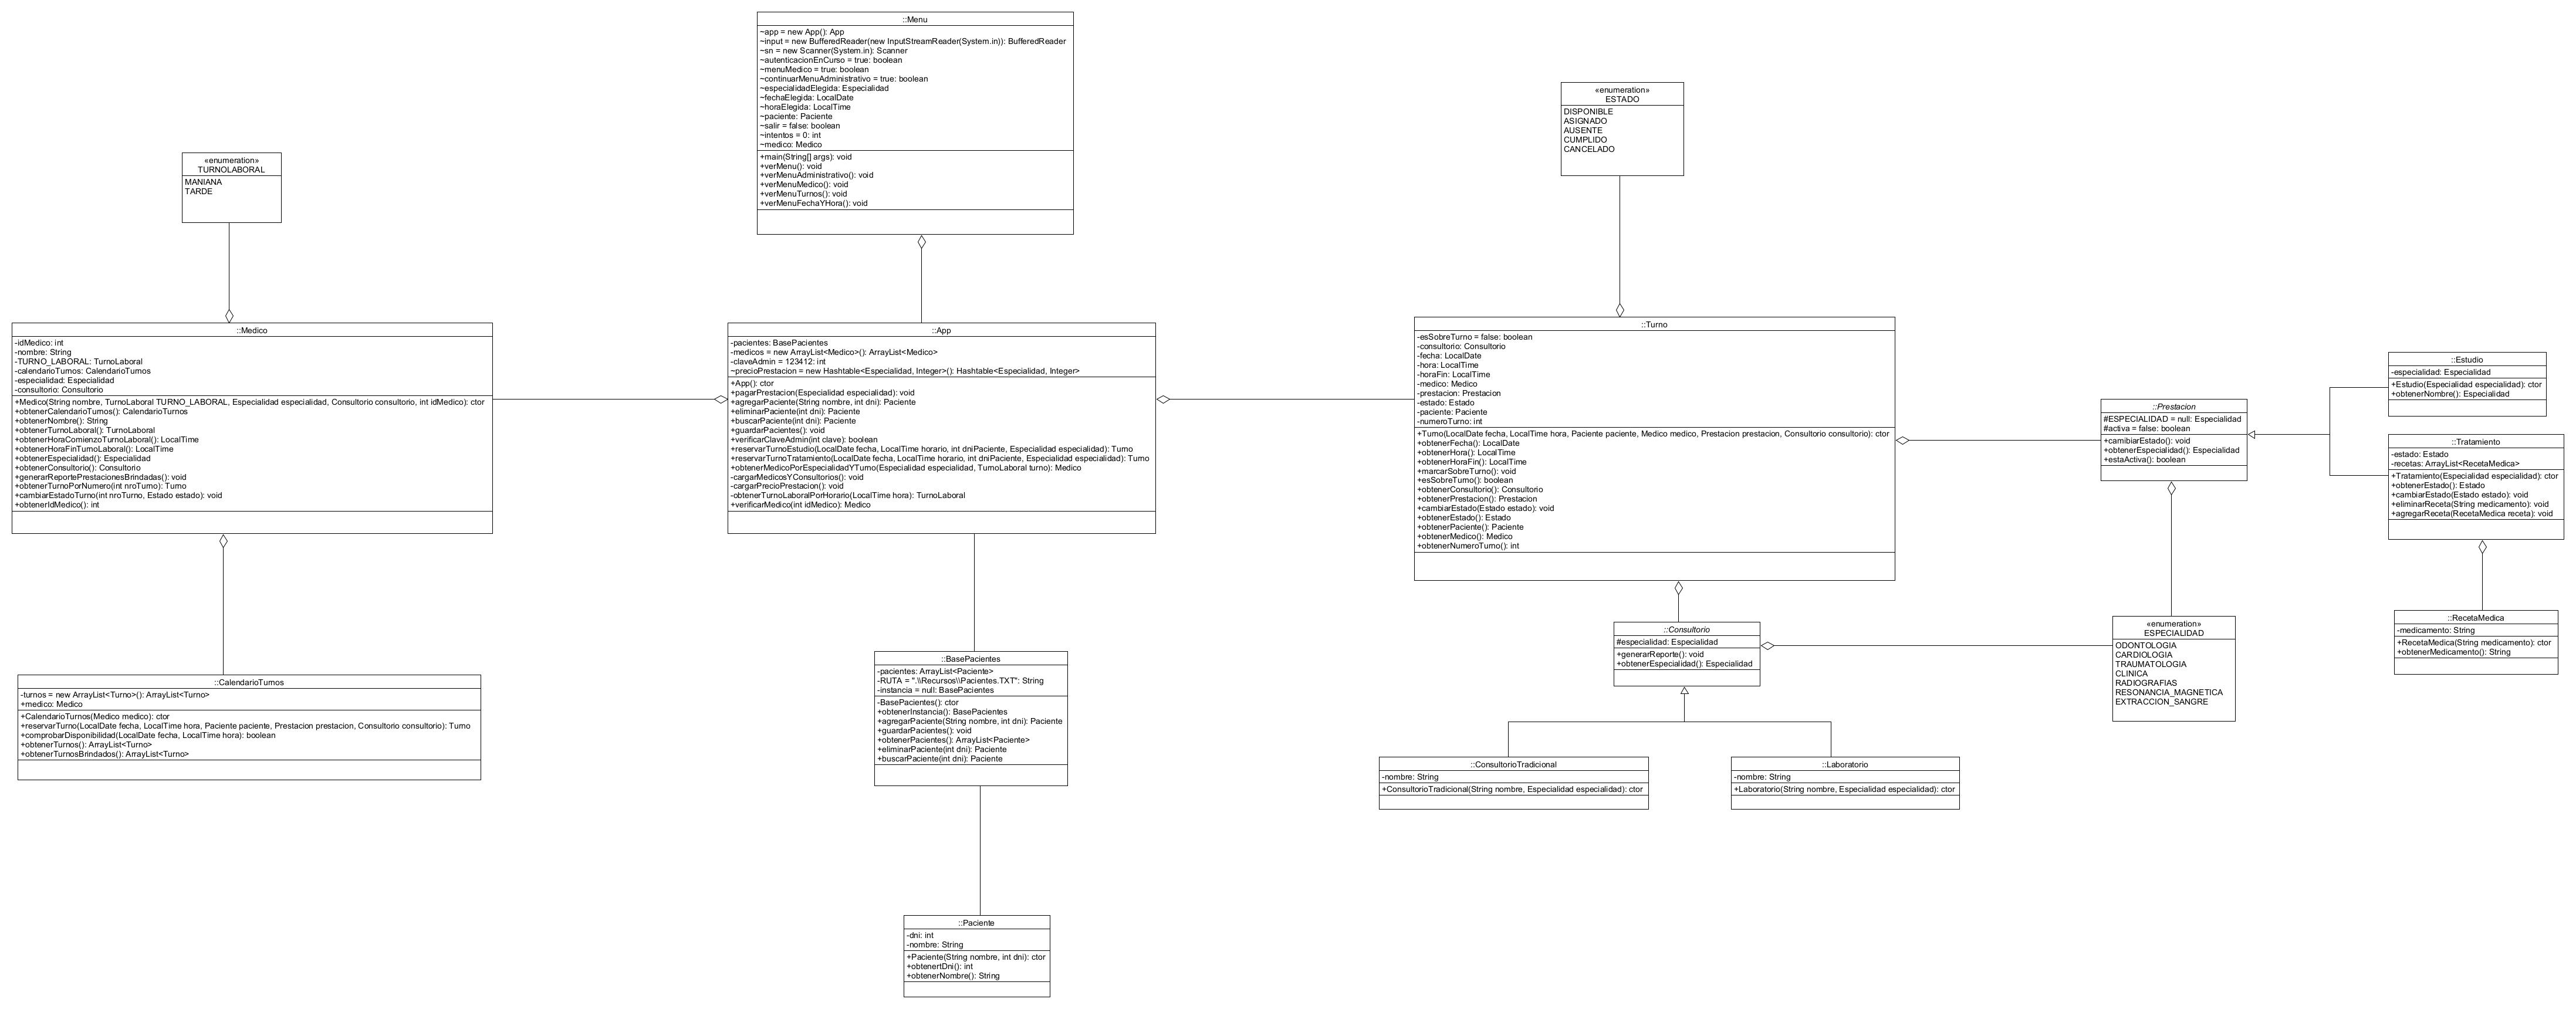 ::Menu
~app = new App(): App
~input = new BufferedReader(new InputStreamReader(System.in)): BufferedReader
~sn = new Scanner(System.in): Scanner
~autenticacionEnCurso = true: boolean
~menuMedico = true: boolean
~continuarMenuAdministrativo = true: boolean
~especialidadElegida: Especialidad
~fechaElegida: LocalDate
~horaElegida: LocalTime
~paciente: Paciente
~salir = false: boolean
~intentos = 0: int
~medico: Medico
+main(String[] args): void
+verMenu(): void
+verMenuAdministrativo(): void
+verMenuMedico(): void
+verMenuTurnos(): void
+verMenuFechaYHora(): void
«enumeration»
ESTADO
DISPONIBLE
ASIGNADO
AUSENTE
CUMPLIDO
CANCELADO
«enumeration»
TURNOLABORAL
MANIANA
TARDE
::Medico
-idMedico: int
-nombre: String
-TURNO_LABORAL: TurnoLaboral
-calendarioTurnos: CalendarioTurnos
-especialidad: Especialidad
-consultorio: Consultorio
+Medico(String nombre, TurnoLaboral TURNO_LABORAL, Especialidad especialidad, Consultorio consultorio, int idMedico): ctor
+obtenerCalendarioTurnos(): CalendarioTurnos
+obtenerNombre(): String
+obtenerTurnoLaboral(): TurnoLaboral
+obtenerHoraComienzoTurnoLaboral(): LocalTime
+obtenerHoraFinTurnoLaboral(): LocalTime
+obtenerEspecialidad(): Especialidad
+obtenerConsultorio(): Consultorio
+generarReportePrestacionesBrindadas(): void
+obtenerTurnoPorNumero(int nroTurno): Turno
+cambiarEstadoTurno(int nroTurno, Estado estado): void
+obtenerIdMedico(): int
::App
-pacientes: BasePacientes
-medicos = new ArrayList<Medico>(): ArrayList<Medico>
-claveAdmin = 123412: int
~precioPrestacion = new Hashtable<Especialidad, Integer>(): Hashtable<Especialidad, Integer>
+App(): ctor
+pagarPrestacion(Especialidad especialidad): void
+agregarPaciente(String nombre, int dni): Paciente
+eliminarPaciente(int dni): Paciente
+buscarPaciente(int dni): Paciente
+guardarPacientes(): void
+verificarClaveAdmin(int clave): boolean
+reservarTurnoEstudio(LocalDate fecha, LocalTime horario, int dniPaciente, Especialidad especialidad): Turno
+reservarTurnoTratamiento(LocalDate fecha, LocalTime horario, int dniPaciente, Especialidad especialidad): Turno
+obtenerMedicoPorEspecialidadYTurno(Especialidad especialidad, TurnoLaboral turno): Medico
-cargarMedicosYConsultorios(): void
-cargarPrecioPrestacion(): void
-obtenerTurnoLaboralPorHorario(LocalTime hora): TurnoLaboral
+verificarMedico(int idMedico): Medico
::Turno
-esSobreTurno = false: boolean
-consultorio: Consultorio
-fecha: LocalDate
-hora: LocalTime
-horaFin: LocalTime
-medico: Medico
-prestacion: Prestacion
-estado: Estado
-paciente: Paciente
-numeroTurno: int
+Turno(LocalDate fecha, LocalTime hora, Paciente paciente, Medico medico, Prestacion prestacion, Consultorio consultorio): ctor
+obtenerFecha(): LocalDate
+obtenerHora(): LocalTime
+obtenerHoraFin(): LocalTime
+marcarSobreTurno(): void
+esSobreTurno(): boolean
+obtenerConsultorio(): Consultorio
+obtenerPrestacion(): Prestacion
+cambiarEstado(Estado estado): void
+obtenerEstado(): Estado
+obtenerPaciente(): Paciente
+obtenerMedico(): Medico
+obtenerNumeroTurno(): int
::Prestacion
#ESPECIALIDAD = null: Especialidad
#activa = false: boolean
+camibiarEstado(): void
+obtenerEspecialidad(): Especialidad
+estaActiva(): boolean
::Estudio
-especialidad: Especialidad
+Estudio(Especialidad especialidad): ctor
+obtenerNombre(): Especialidad
::Tratamiento
-estado: Estado
-recetas: ArrayList<RecetaMedica>
+Tratamiento(Especialidad especialidad): ctor
+obtenerEstado(): Estado
+cambiarEstado(Estado estado): void
+eliminarReceta(String medicamento): void
+agregarReceta(RecetaMedica receta): void
::RecetaMedica
-medicamento: String
+RecetaMedica(String medicamento): ctor
+obtenerMedicamento(): String
::Consultorio
#especialidad: Especialidad
+generarReporte(): void
+obtenerEspecialidad(): Especialidad
«enumeration»
ESPECIALIDAD
ODONTOLOGIA
CARDIOLOGIA
TRAUMATOLOGIA
CLINICA
RADIOGRAFIAS
RESONANCIA_MAGNETICA
EXTRACCION_SANGRE
::CalendarioTurnos
-turnos = new ArrayList<Turno>(): ArrayList<Turno>
+medico: Medico
+CalendarioTurnos(Medico medico): ctor
+reservarTurno(LocalDate fecha, LocalTime hora, Paciente paciente, Prestacion prestacion, Consultorio consultorio): Turno
+comprobarDisponibilidad(LocalDate fecha, LocalTime hora): boolean
+obtenerTurnos(): ArrayList<Turno>
+obtenerTurnosBrindados(): ArrayList<Turno>
::BasePacientes
-pacientes: ArrayList<Paciente>
-RUTA = ".\\Recursos\\Pacientes.TXT": String
-instancia = null: BasePacientes
-BasePacientes(): ctor
+obtenerInstancia(): BasePacientes
+agregarPaciente(String nombre, int dni): Paciente
+guardarPacientes(): void
+obtenerPacientes(): ArrayList<Paciente>
+eliminarPaciente(int dni): Paciente
+buscarPaciente(int dni): Paciente
::ConsultorioTradicional
-nombre: String
+ConsultorioTradicional(String nombre, Especialidad especialidad): ctor
::Laboratorio
-nombre: String
+Laboratorio(String nombre, Especialidad especialidad): ctor
::Paciente
-dni: int
-nombre: String
+Paciente(String nombre, int dni): ctor
+obtenertDni(): int
+obtenerNombre(): String